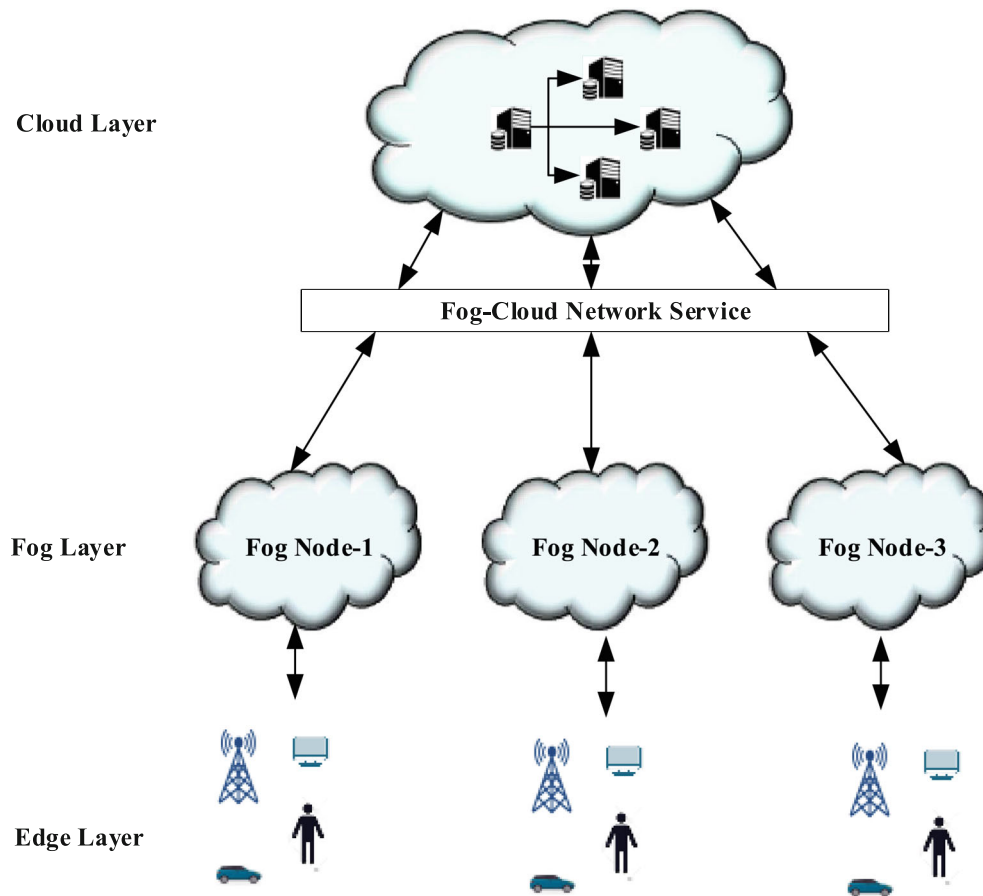 Cloud Layer
Fog-Cloud Network Service
Fog Layer
Fog Node-1
Fog Node-2
Fog Node-3
Edge Layer